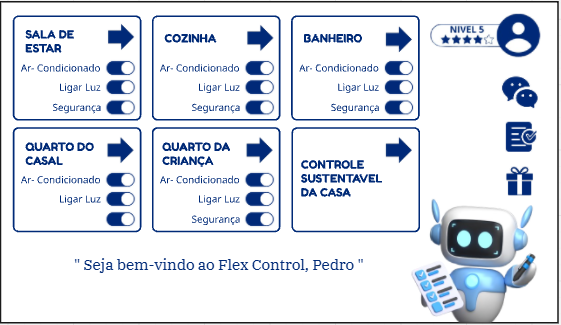 SALA DE
ESTAR
Ar- Condicionado
Ligar Luz
Segurança
COZINHA
Ar- Condicionado
Ligar Luz
Segurança
BANHEIRO
Ar- Condicionado
Ligar Luz
Segurança
NIVEL 5
QUARTO DO
CASAL
Ar- Condicionado
Ligar Luz
QUARTO DA
CRIANÇA
Ar- Condicionado
Ligar Luz
Segurança
CONTROLE
SUSTENTAVEL
DA CASA
" Seja bem-vindo ao Flex Control, Pedro "